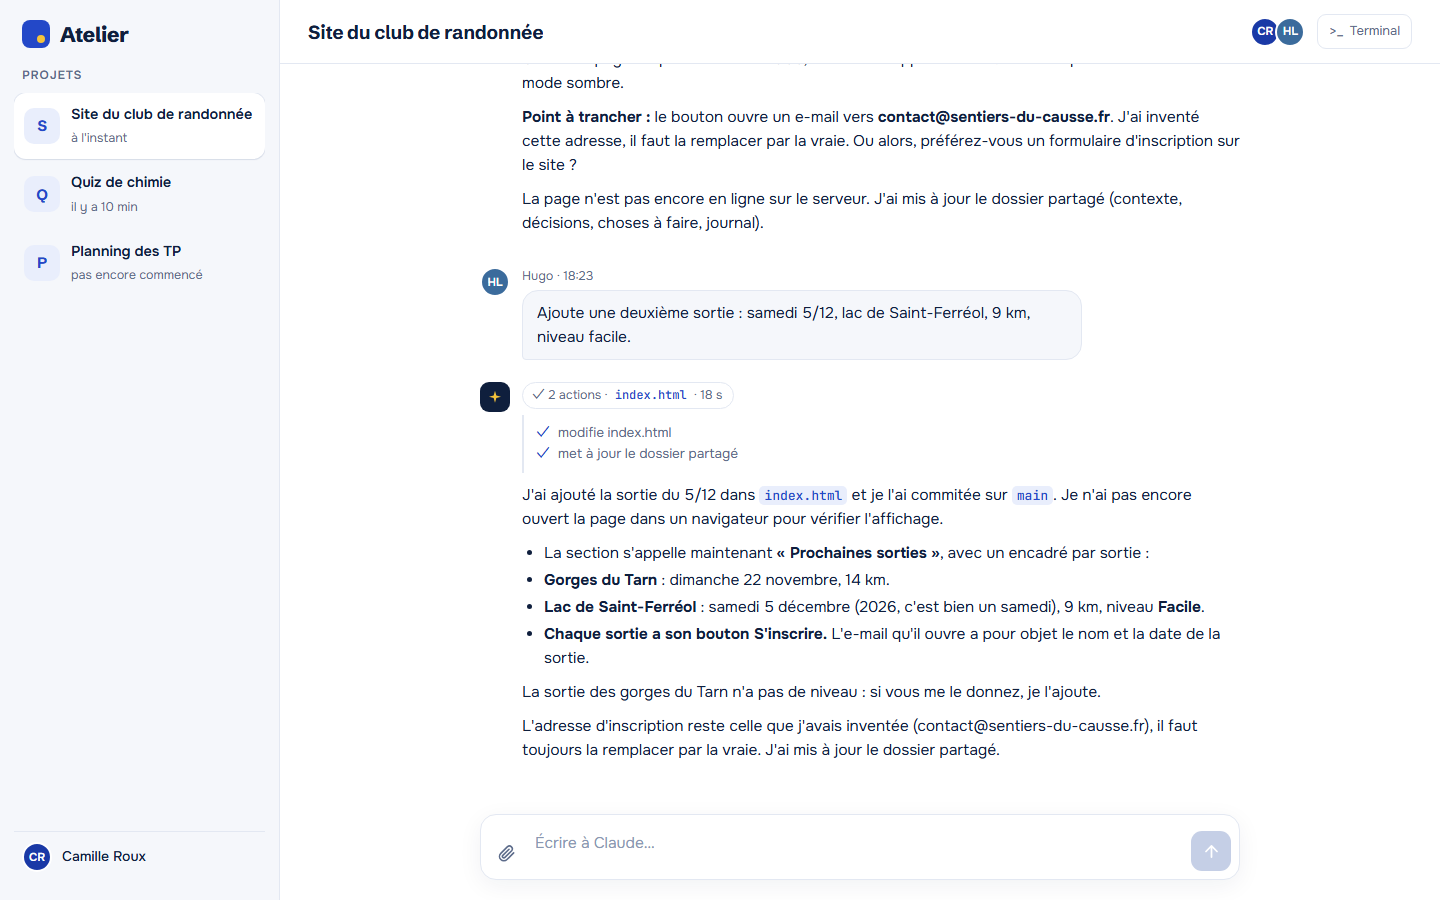 Atelier
PROJETS
S
Site du club de randonnée
à l'instant
Q
Quiz de chimie
il y a 10 min
P
Planning des TP
pas encore commencé
CR
Camille Roux
Site du club de randonnée
CR
HL
>_ Terminal
mode sombre.
Point à trancher : le bouton ouvre un e-mail vers contact@sentiers-du-causse.fr. J'ai inventé
cette adresse, il faut la remplacer par la vraie. Ou alors, préférez-vous un formulaire d'inscription sur
le site ?
La page n'est pas encore en ligne sur le serveur. J'ai mis à jour le dossier partagé (contexte,
décisions, choses à faire, journal).
HL
Hugo · 18:23
Ajoute une deuxième sortie : samedi 5/12, lac de Saint-Ferréol, 9 km,
niveau facile.
2 actions · index.html · 18 s
modifie index.html
met à jour le dossier partagé
J'ai ajouté la sortie du 5/12 dans index.html et je l'ai commitée sur main. Je n'ai pas encore
ouvert la page dans un navigateur pour vérifier l'affichage.
• La section s'appelle maintenant « Prochaines sorties », avec un encadré par sortie :
• Gorges du Tarn : dimanche 22 novembre, 14 km.
• Lac de Saint-Ferréol : samedi 5 décembre (2026, c'est bien un samedi), 9 km, niveau Facile.
• Chaque sortie a son bouton S'inscrire. L'e-mail qu'il ouvre a pour objet le nom et la date de la
sortie.
La sortie des gorges du Tarn n'a pas de niveau : si vous me le donnez, je l'ajoute.
L'adresse d'inscription reste celle que j'avais inventée (contact@sentiers-du-causse.fr), il faut
toujours la remplacer par la vraie. J'ai mis à jour le dossier partagé.
Écrire à Claude...